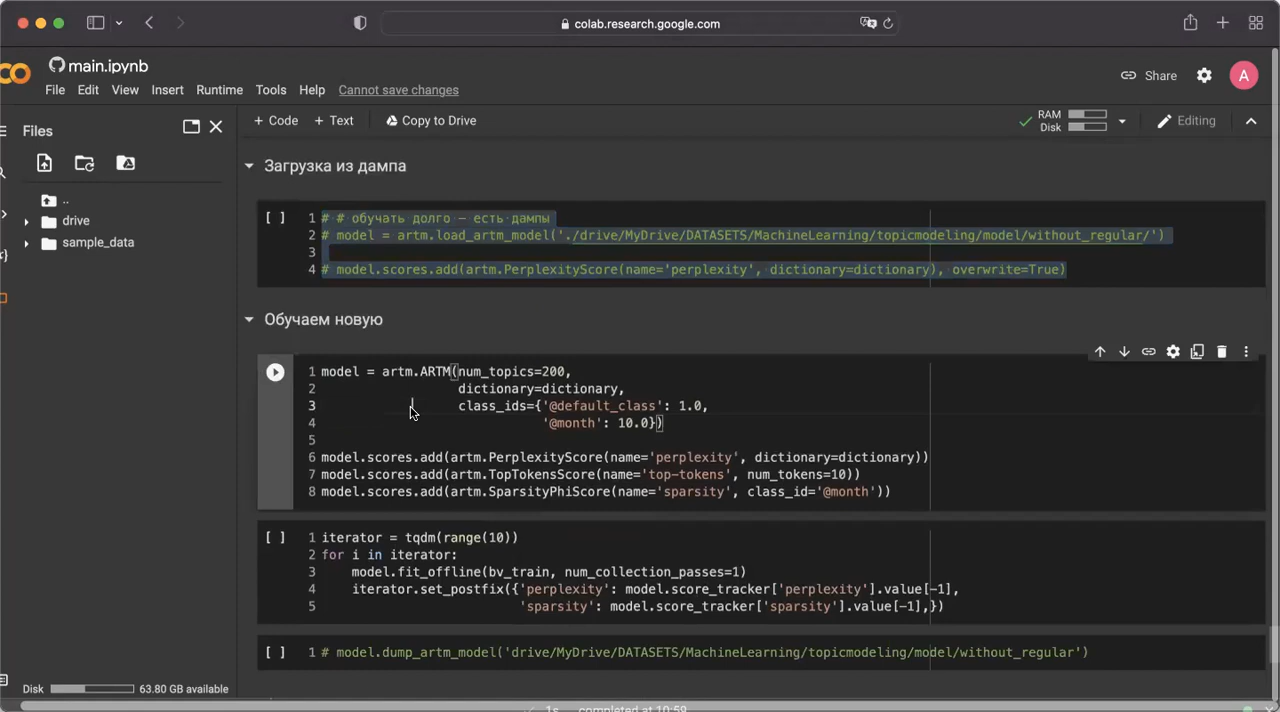 colab.research.google.com
main.ipynb
Share
A
File Edit View Insert Runtime Tools Help Cannot save changes
Files
+ Code + Text Copy to Drive
RAM
Disk
Editing
..
drive
sample_data
Загрузка из дампа
[ ] 1 # # обучать долго — есть дампы
2 # model = artm.load_artm_model('./drive/MyDrive/DATASETS/MachineLearning/topicmodeling/model/without_regular/')
3
4 # model.scores.add(artm.PerplexityScore(name='perplexity', dictionary=dictionary), overwrite=True)
Обучаем новую
1 model = artm.ARTM(num_topics=200,
2 dictionary=dictionary,
3 class_ids={'@default_class': 1.0,
4 '@month': 10.0})
5
6 model.scores.add(artm.PerplexityScore(name='perplexity', dictionary=dictionary))
7 model.scores.add(artm.TopTokensScore(name='top-tokens', num_tokens=10))
8 model.scores.add(artm.SparsityPhiScore(name='sparsity', class_id='@month'))
[ ] 1 iterator = tqdm(range(10))
2 for i in iterator:
3 model.fit_offline(bv_train, num_collection_passes=1)
4 iterator.set_postfix({'perplexity': model.score_tracker['perplexity'].value[-1],
5 'sparsity': model.score_tracker['sparsity'].value[-1],})
[ ] 1 # model.dump_artm_model('drive/MyDrive/DATASETS/MachineLearning/topicmodeling/model/without_regular')
Disk 63.80 GB available
1s completed at 10:59